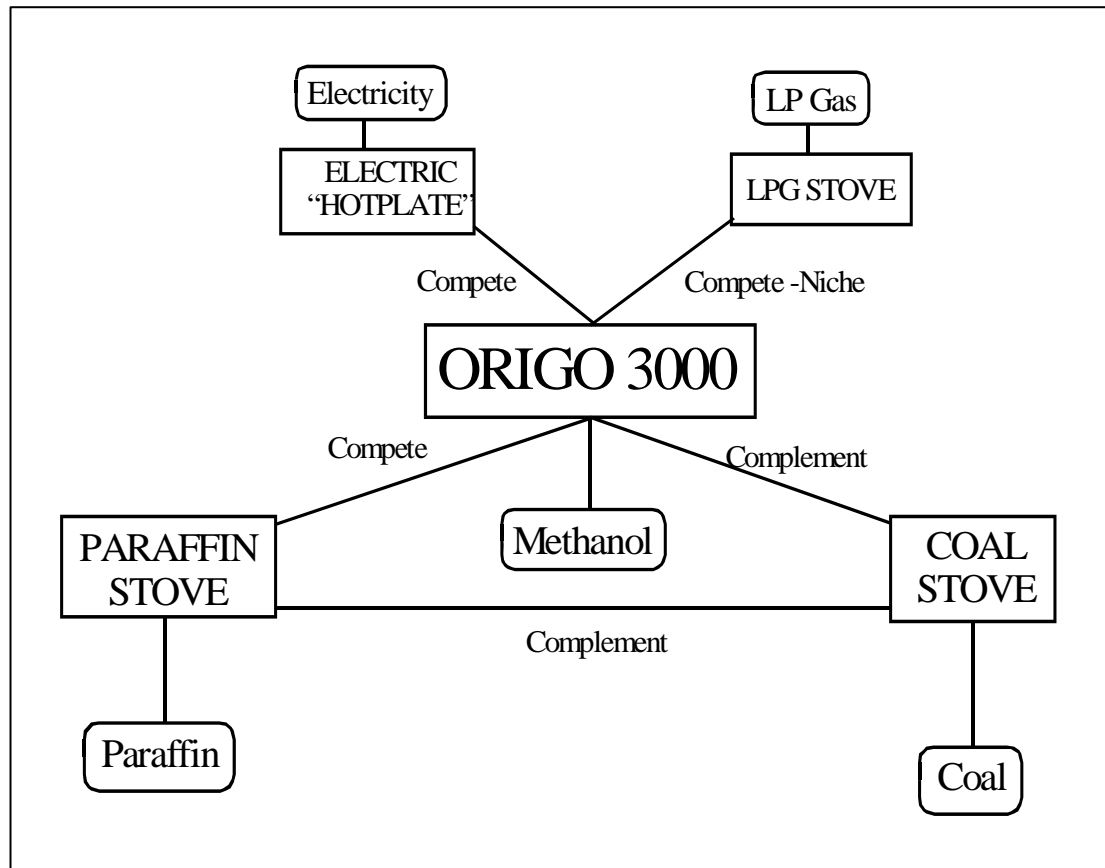 Electricity
LP Gas
ELECTRIC
“HOTPLATE”
LPG STOVE
Compete
Compete -Niche
ORIGO 3000
Compete
Complement
Methanol
PARAFFIN
STOVE
COAL
STOVE
Complement
Paraffin
Coal